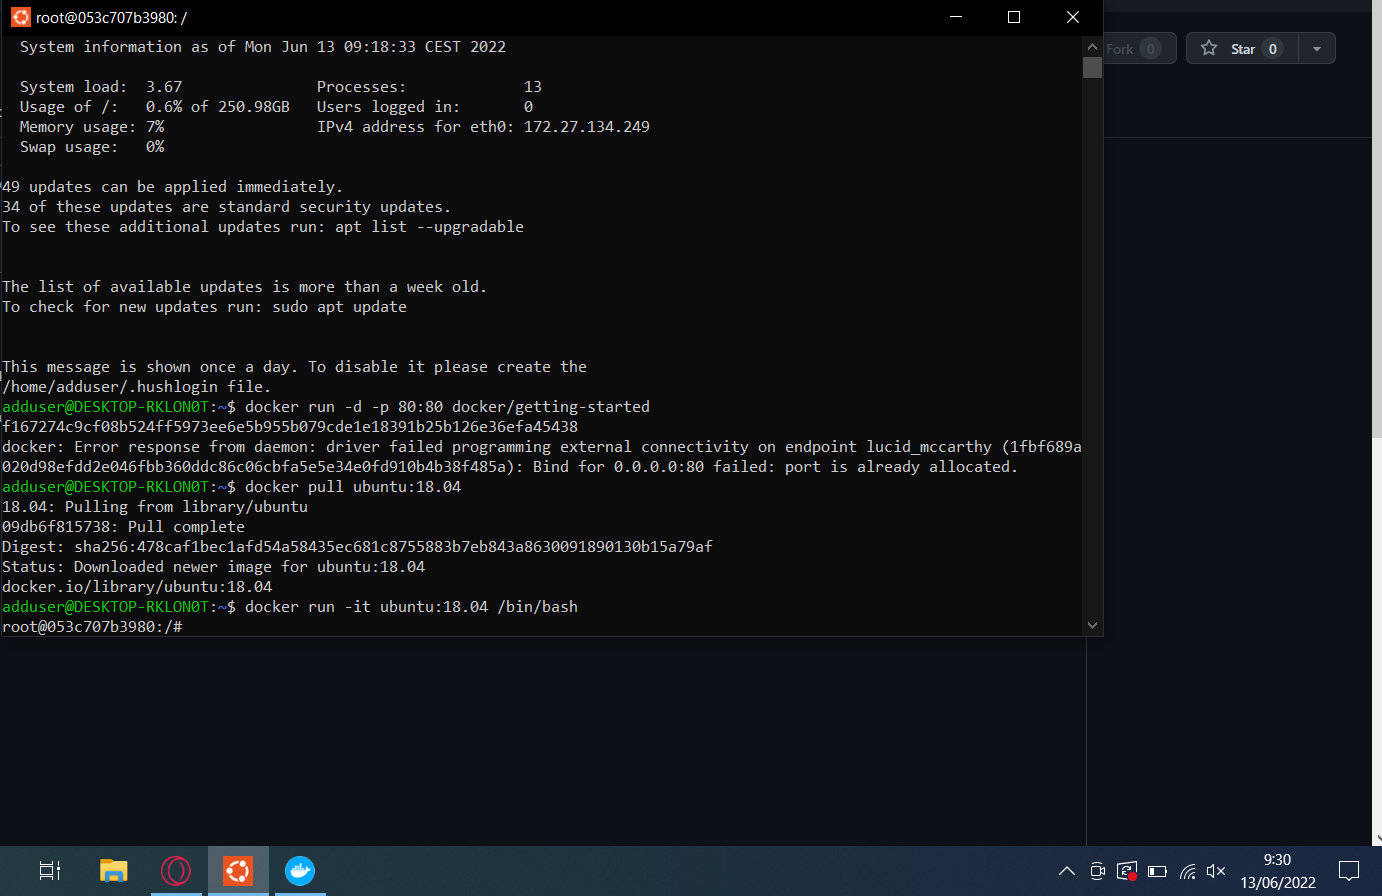 root@053c707b3980: /
System information as of Mon Jun 13 09:18:33 CEST 2022
System load: 3.67 Processes: 13
Usage of /: 0.6% of 250.98GB Users logged in: 0
Memory usage: 7% IPv4 address for eth0: 172.27.134.249
Swap usage: 0%
49 updates can be applied immediately.
34 of these updates are standard security updates.
To see these additional updates run: apt list --upgradable
The list of available updates is more than a week old.
To check for new updates run: sudo apt update
This message is shown once a day. To disable it please create the
/home/adduser/.hushlogin file.
adduser@DESKTOP-RKLON0T:~$ docker run -d -p 80:80 docker/getting-started
f167274c9cf08b524ff5973ee6e5b955b079cde1e18391b25b126e36efa45438
docker: Error response from daemon: driver failed programming external connectivity on endpoint lucid_mccarthy (1fbf689a
020d98efdd2e046fbb360ddc86c06cbfa5e5e34e0fd910b4b38f485a): Bind for 0.0.0.0:80 failed: port is already allocated.
adduser@DESKTOP-RKLON0T:~$ docker pull ubuntu:18.04
18.04: Pulling from library/ubuntu
09db6f815738: Pull complete
Digest: sha256:478caf1bec1afd54a58435ec681c8755883b7eb843a8630091890130b15a79af
Status: Downloaded newer image for ubuntu:18.04
docker.io/library/ubuntu:18.04
adduser@DESKTOP-RKLON0T:~$ docker run -it ubuntu:18.04 /bin/bash
root@053c707b3980:/#
Fork 0 Star 0
9:30
13/06/2022